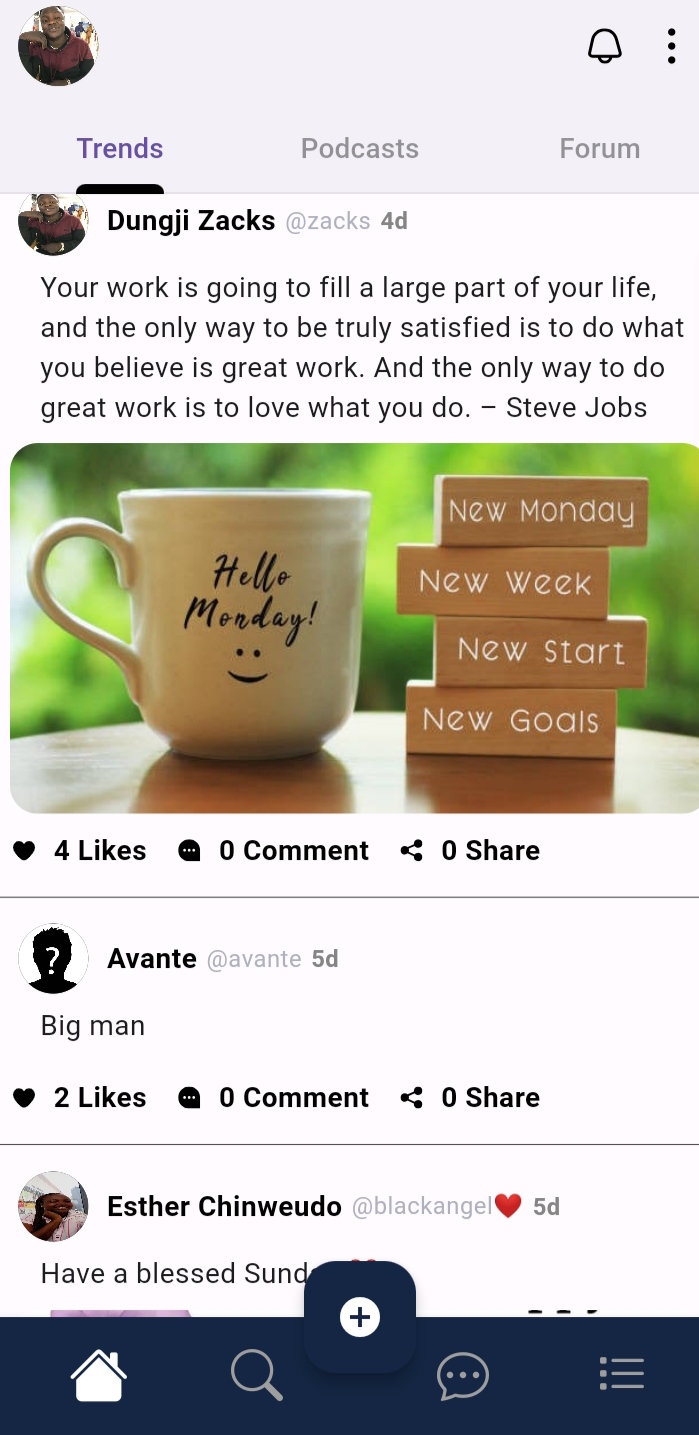 Trends Podcasts Forum
Dungji Zacks @zacks 4d
Your work is going to fill a large part of your life,
and the only way to be truly satisfied is to do what
you believe is great work. And the only way to do
great work is to love what you do. – Steve Jobs
Hello
Monday!
New Monday
New Week
New Start
New Goals
4 Likes 0 Comment 0 Share
Avante @avante 5d
Big man
2 Likes 0 Comment 0 Share
Esther Chinweudo @blackangel❤️ 5d
Have a blessed